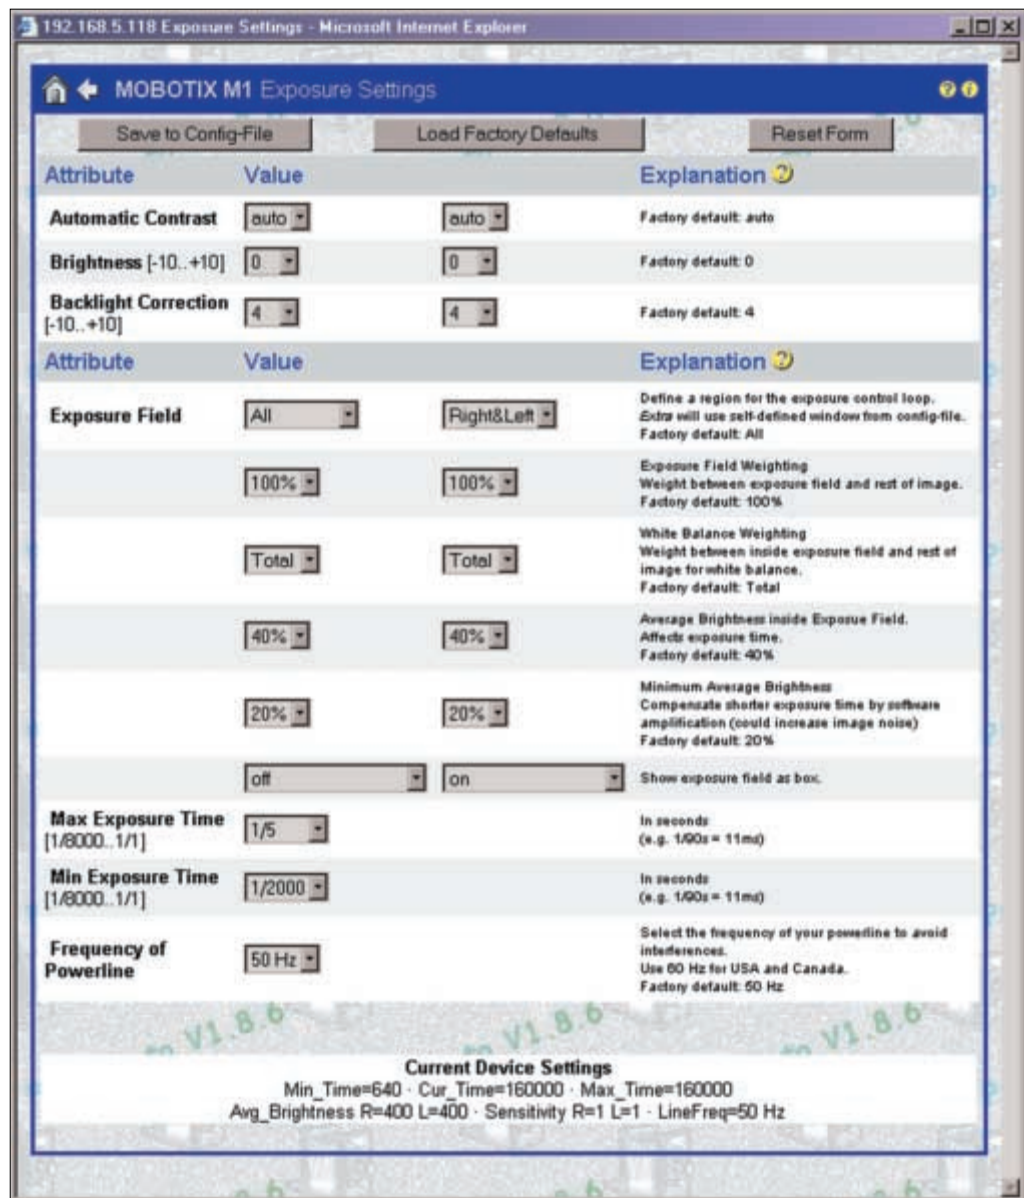 192.168.5.118 Exposure Settings - Microsoft Internet Explorer
MOBOTIX M1 Exposure Settings
Save to Config-File Load Factory Defaults Reset Form
Attribute Value Explanation
Automatic Contrast auto auto Factory default: auto
Brightness [-10..+10] 0 0 Factory default: 0
Backlight Correction
[-10..+10] 4 4 Factory default: 4
Attribute Value Explanation
Exposure Field All Right&Left Define a region for the exposure control loop.
Extra will use self-defined window from config-file.
Factory default: All
100% 100% Exposure Field Weighting
Weight between exposure field and rest of image.
Factory default: 100%
Total Total White Balance Weighting
Weight between inside exposure field and rest of
image for white balance.
Factory default: Total
40% 40% Average Brightness inside Exposue Field.
Affects exposure time.
Factory default: 40%
20% 20% Minimum Average Brightness
Compensate shorter exposure time by software
amplification (could increase image noise)
Factory default: 20%
off on Show exposure field as box.
Max Exposure Time
[1/8000..1/1] 1/5 In seconds
(e.g. 1/90s = 11ms)
Min Exposure Time
[1/8000..1/1] 1/2000 In seconds
(e.g. 1/90s = 11ms)
Frequency of
Powerline 50 Hz Select the frequency of your powerline to avoid
interferences.
Use 60 Hz for USA and Canada.
Factory default: 50 Hz
V1.8.6 V1.8.6 V1.8.6
Current Device Settings
Min_Time=640 · Cur_Time=160000 · Max_Time=160000
Avg_Brightness R=400 L=400 · Sensitivity R=1 L=1 · LineFreq=50 Hz